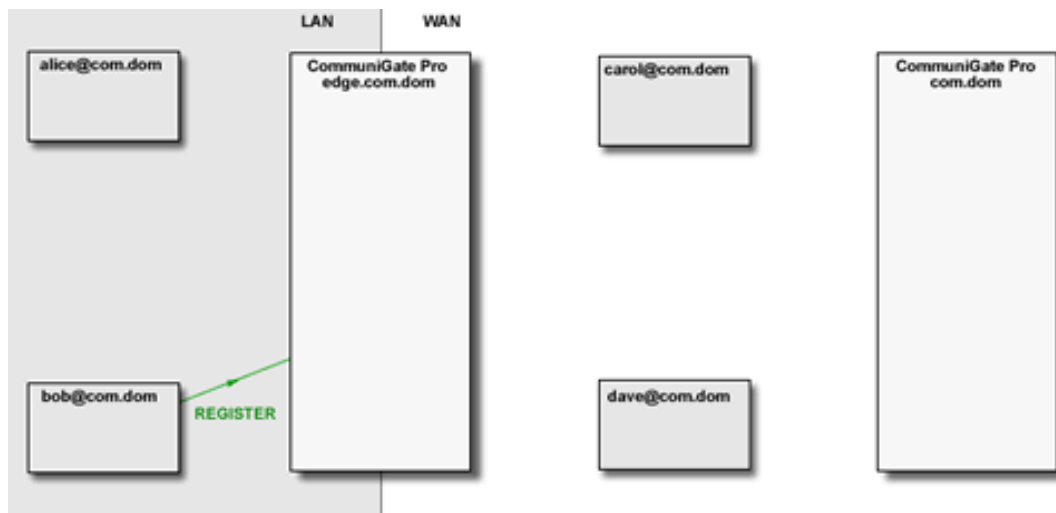 LAN
WAN
alice@com.dom
CommuniGate Pro
edge.com.dom
carol@com.dom
CommuniGate Pro
com.dom
bob@com.dom
REGISTER
dave@com.dom